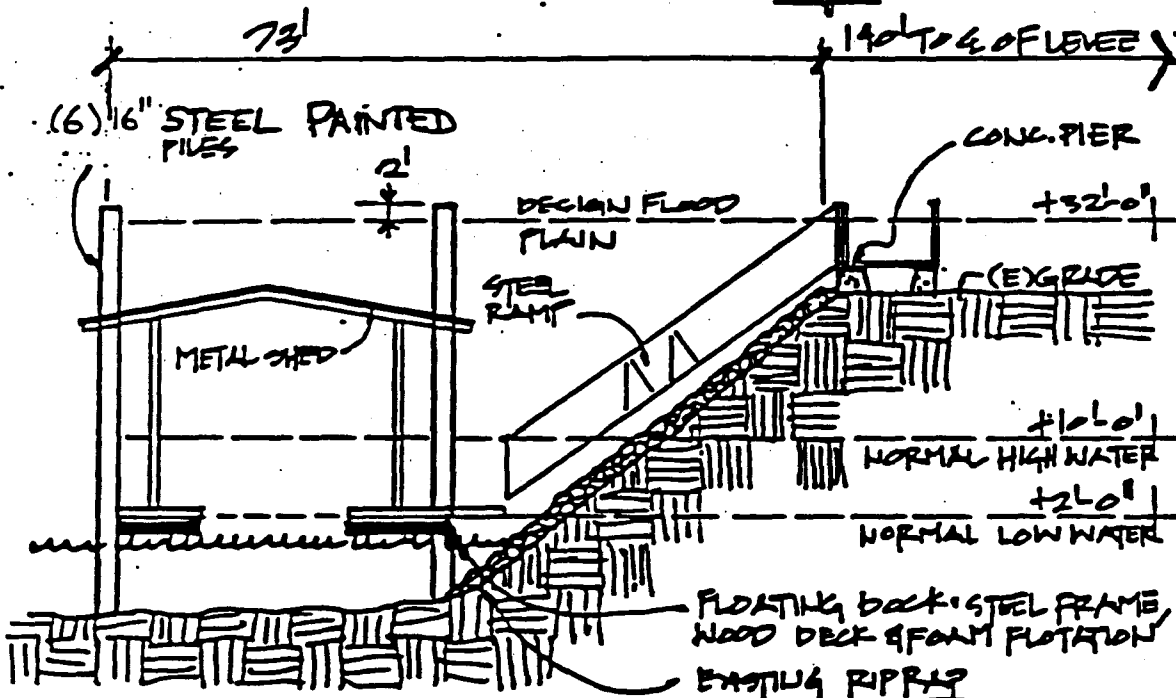 73'
140' TO ℄ OF LEVEE
(6) 16" STEEL PAINTED
PILES
CONC. PIER
2'
DESIGN FLOOD
PLAIN
+32'-0"
STEEL
RAMP
(E) GRADE
METAL SHED
+10'-0"
NORMAL HIGH WATER
+2'-0"
NORMAL LOW WATER
FLOATING DOCK · STEEL FRAME,
WOOD DECK & FOAM FLOTATION
EXISTING RIPRAP